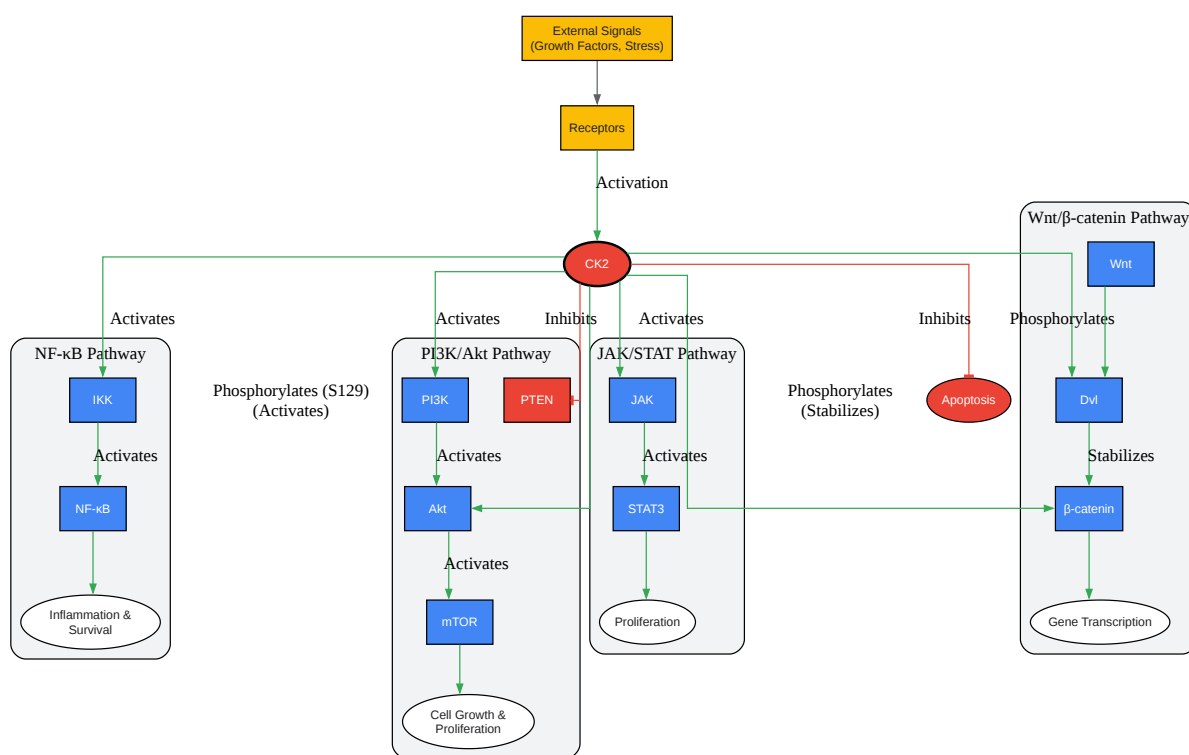 External Signals
(Growth Factors, Stress)
Receptors
Activation
Wnt/β-catenin Pathway
CK2
Wnt
Activates
Activates
Inhibits
Activates
Inhibits
Phosphorylates
NF-κB Pathway
PI3K/Akt Pathway
JAK/STAT Pathway
IKK
Phosphorylates (S129)
(Activates)
PI3K
PTEN
JAK
Phosphorylates
(Stabilizes)
Apoptosis
Dvl
Activates
Activates
Activates
Stabilizes
NF-κB
Akt
STAT3
β-catenin
Activates
Inflammation &
Survival
mTOR
Proliferation
Gene Transcription
Cell Growth &
Proliferation